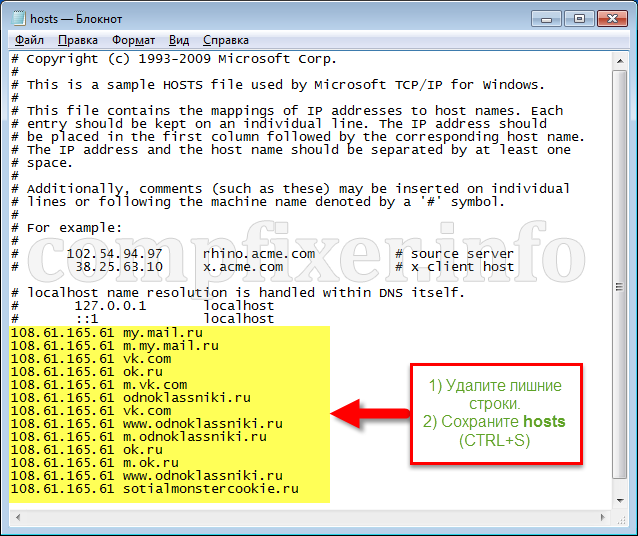 hosts — Блокнот
Файл Правка Формат Вид Справка
# Copyright (c) 1993-2009 Microsoft Corp.
#
# This is a sample HOSTS file used by Microsoft TCP/IP for Windows.
#
# This file contains the mappings of IP addresses to host names. Each
# entry should be kept on an individual line. The IP address should
# be placed in the first column followed by the corresponding host name.
# The IP address and the host name should be separated by at least one
# space.
#
# Additionally, comments (such as these) may be inserted on individual
# lines or following the machine name denoted by a '#' symbol.
#
# For example:
#
# 102.54.94.97 rhino.acme.com # source server
# 38.25.63.10 x.acme.com # x client host
compfixer.info
# localhost name resolution is handled within DNS itself.
# 127.0.0.1 localhost
# ::1 localhost
108.61.165.61 my.mail.ru
108.61.165.61 m.my.mail.ru
108.61.165.61 vk.com
108.61.165.61 ok.ru
108.61.165.61 m.vk.com
108.61.165.61 odnoklassniki.ru
108.61.165.61 vk.com
108.61.165.61 www.odnoklassniki.ru
108.61.165.61 m.odnoklassniki.ru
108.61.165.61 ok.ru
108.61.165.61 m.ok.ru
108.61.165.61 www.odnoklassniki.ru
108.61.165.61 sotialmonstercookie.ru
1) Удалите лишние
строки.
2) Сохраните hosts
(CTRL+S)